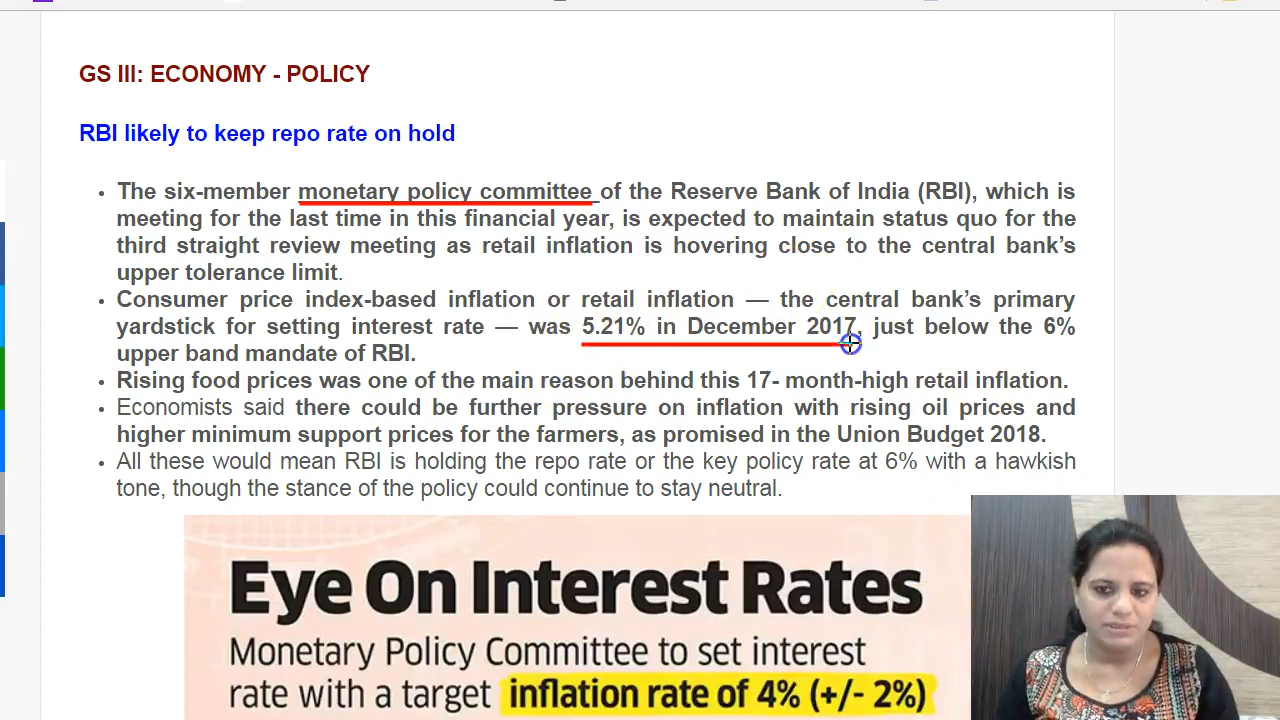 GS III: ECONOMY - POLICY
RBI likely to keep repo rate on hold
• The six-member monetary policy committee of the Reserve Bank of India (RBI), which is
meeting for the last time in this financial year, is expected to maintain status quo for the
third straight review meeting as retail inflation is hovering close to the central bank’s
upper tolerance limit.
• Consumer price index-based inflation or retail inflation — the central bank’s primary
yardstick for setting interest rate — was 5.21% in December 2017, just below the 6%
upper band mandate of RBI.
• Rising food prices was one of the main reason behind this 17- month-high retail inflation.
• Economists said there could be further pressure on inflation with rising oil prices and
higher minimum support prices for the farmers, as promised in the Union Budget 2018.
• All these would mean RBI is holding the repo rate or the key policy rate at 6% with a hawkish
tone, though the stance of the policy could continue to stay neutral.
Eye On Interest Rates
Monetary Policy Committee to set interest
rate with a target inflation rate of 4% (+/- 2%)